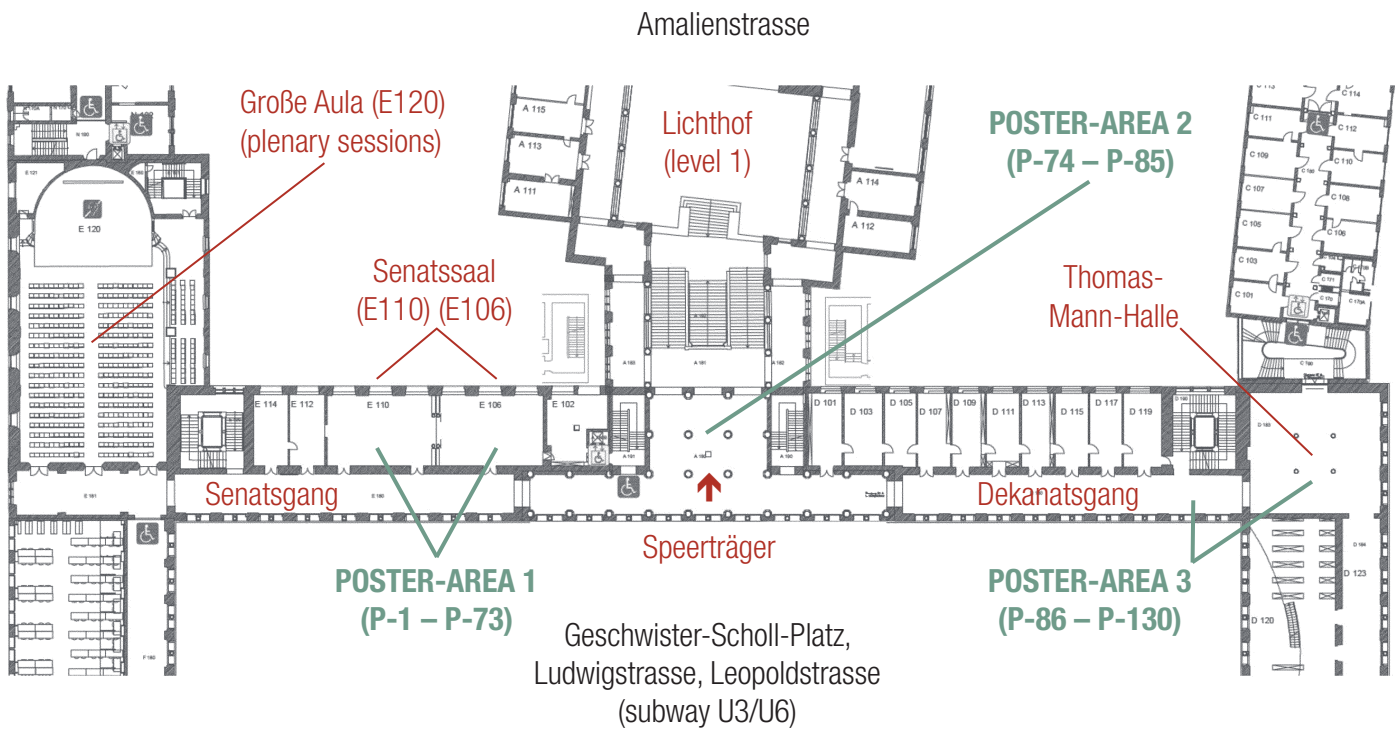 Amalienstrasse
Große Aula (E120)
(plenary sessions)
Lichthof
(level 1)
POSTER-AREA 2
(P-74 – P-85)
Senatssaal
(E110) (E106)
Thomas-
Mann-Halle
A 115
A 113
A 111
A 114
A 112
C 114
C 111
C 112
C 109
C 110
C 107
C 108
C 105
C 106
C 103
C 101
E 120
E 114
E 112
E 110
E 106
E 102
D 101
D 103
D 105
D 107
D 109
D 111
D 113
D 115
D 117
D 119
Senatsgang
Dekanatsgang
Speerträger
POSTER-AREA 1
(P-1 – P-73)
POSTER-AREA 3
(P-86 – P-130)
D 123
D 120
Geschwister-Scholl-Platz,
Ludwigstrasse, Leopoldstrasse
(subway U3/U6)